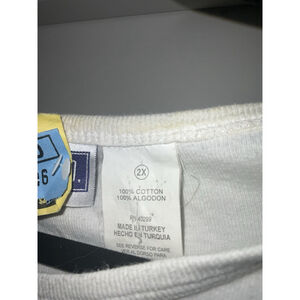 2X
100% COTTON
100% ALGODON
RN 40299
MADE IN TURKEY
HECHO EN TURQUIA
SEE REVERSE FOR CARE
VER AL DORSO PARA